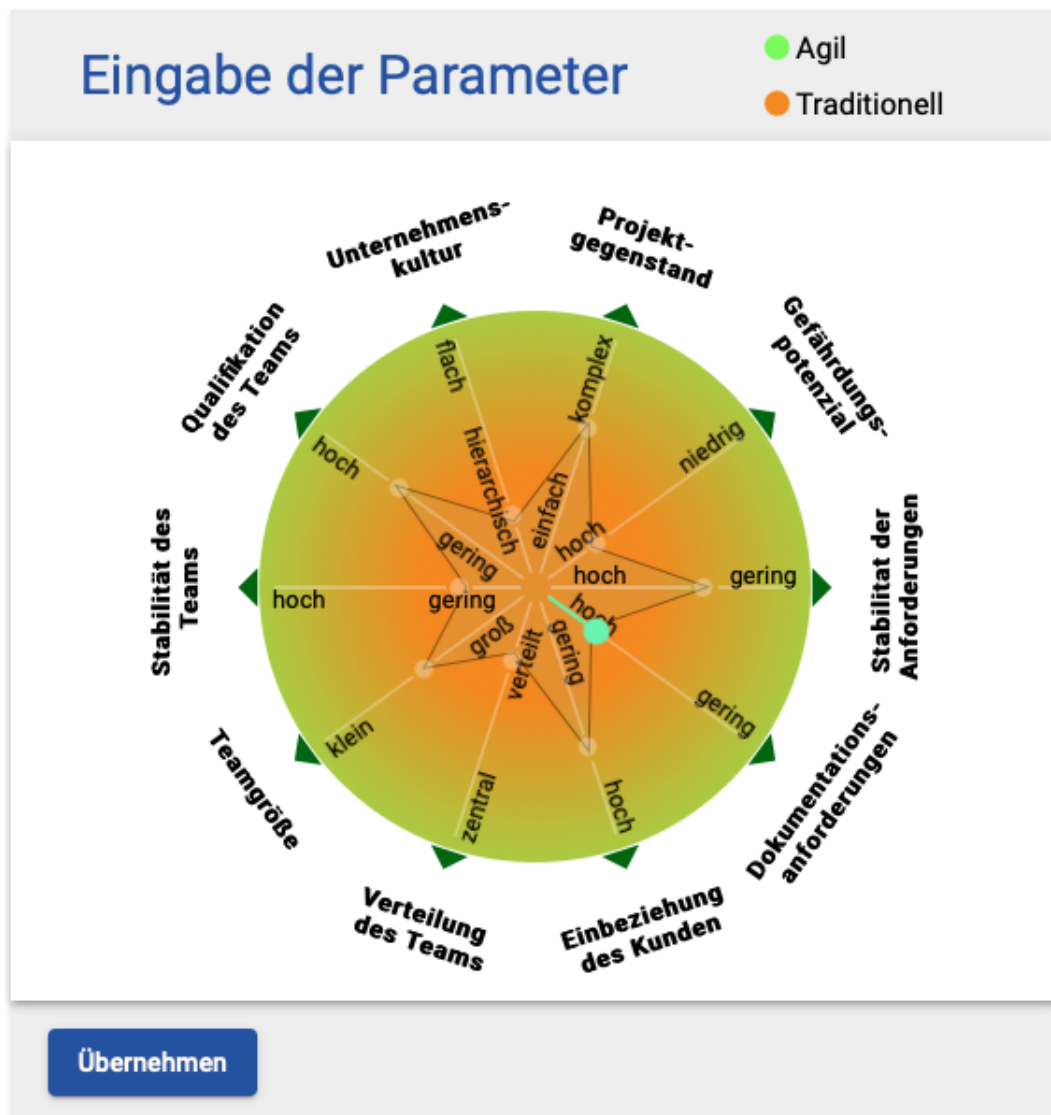 Eingabe der Parameter
Agil
Traditionell
Unternehmens-
kultur
Projekt-
gegenstand
Gefährdungs-
potenzial
Stabilitat der
Anforderungen
Dokumentations-
anforderungen
Einbeziehung
des Kunden
Verteilung
des Teams
Teamgröße
Stabilität des
Teams
Qualifikation
des Teams
flach
hierarchisch
komplex
einfach
niedrig
hoch
gering
hoch
gering
hoch
hoch
gering
zentral
verteilt
klein
groß
hoch
gering
hoch
gering
Übernehmen